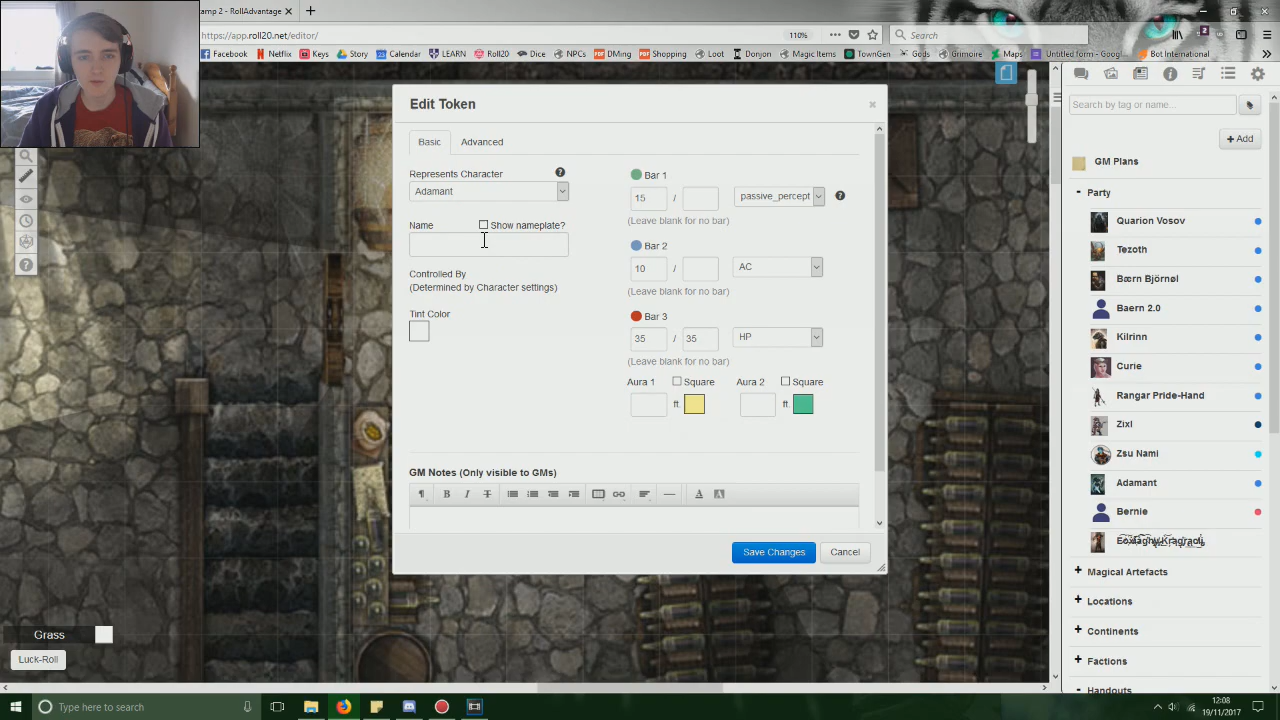 amp 2 - RollAdvantage
https://app.roll20.net/editor/
110%
Search
Facebook Netflix Keys Story Calendar LEARN Roll20 Dice NPCs DMing Shopping Loot Donjon Magic Items TownGen Gods Grimoire Maps Untitled form - Goog Bot International
Edit Token
Basic Advanced
Represents Character
Adamant
Name Show nameplate?
Controlled By
(Determined by Character settings)
Tint Color
Bar 1
15 / passive_percept
(Leave blank for no bar)
Bar 2
10 / AC
(Leave blank for no bar)
Bar 3
35 / 35 HP
(Leave blank for no bar)
Aura 1 Square Aura 2 Square
ft. ft.
GM Notes (Only visible to GMs)
Save Changes Cancel
Search by tag or name...
+ Add
GM Plans
- Party
Quarion Vosov
Tezoth
Bærn Björnøl
Baern 2.0
Kilrinn
Curie
Rangar Pride-Hand
Zixl
Zsu Nami
Adamant
Bernie
+ Magical Artefacts
+ Locations
+ Continents
+ Factions
- Handouts
Grass
Luck-Roll
Type here to search
12:08
19/11/2017